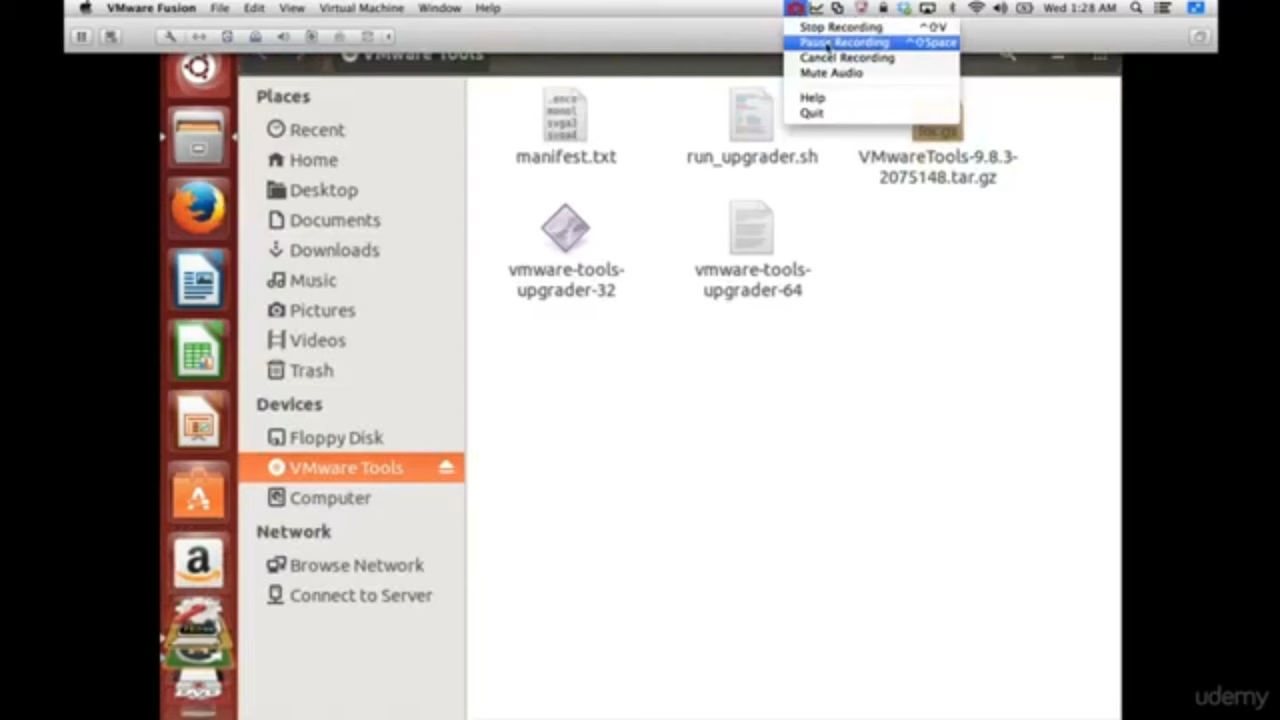 VMware Fusion File Edit View Virtual Machine Window Help Wed 1:28 AM
Stop Recording ^⇧V
Pause Recording ^⇧Space
Cancel Recording
Mute Audio
Help
Quit
VMware Tools
Places
Recent
Home
Desktop
Documents
Downloads
Music
Pictures
Videos
Trash
Devices
Floppy Disk
VMware Tools
Computer
Network
Browse Network
Connect to Server
manifest.txt
run_upgrader.sh
VMwareTools-9.8.3-
2075148.tar.gz
vmware-tools-
upgrader-32
vmware-tools-
upgrader-64
udemy